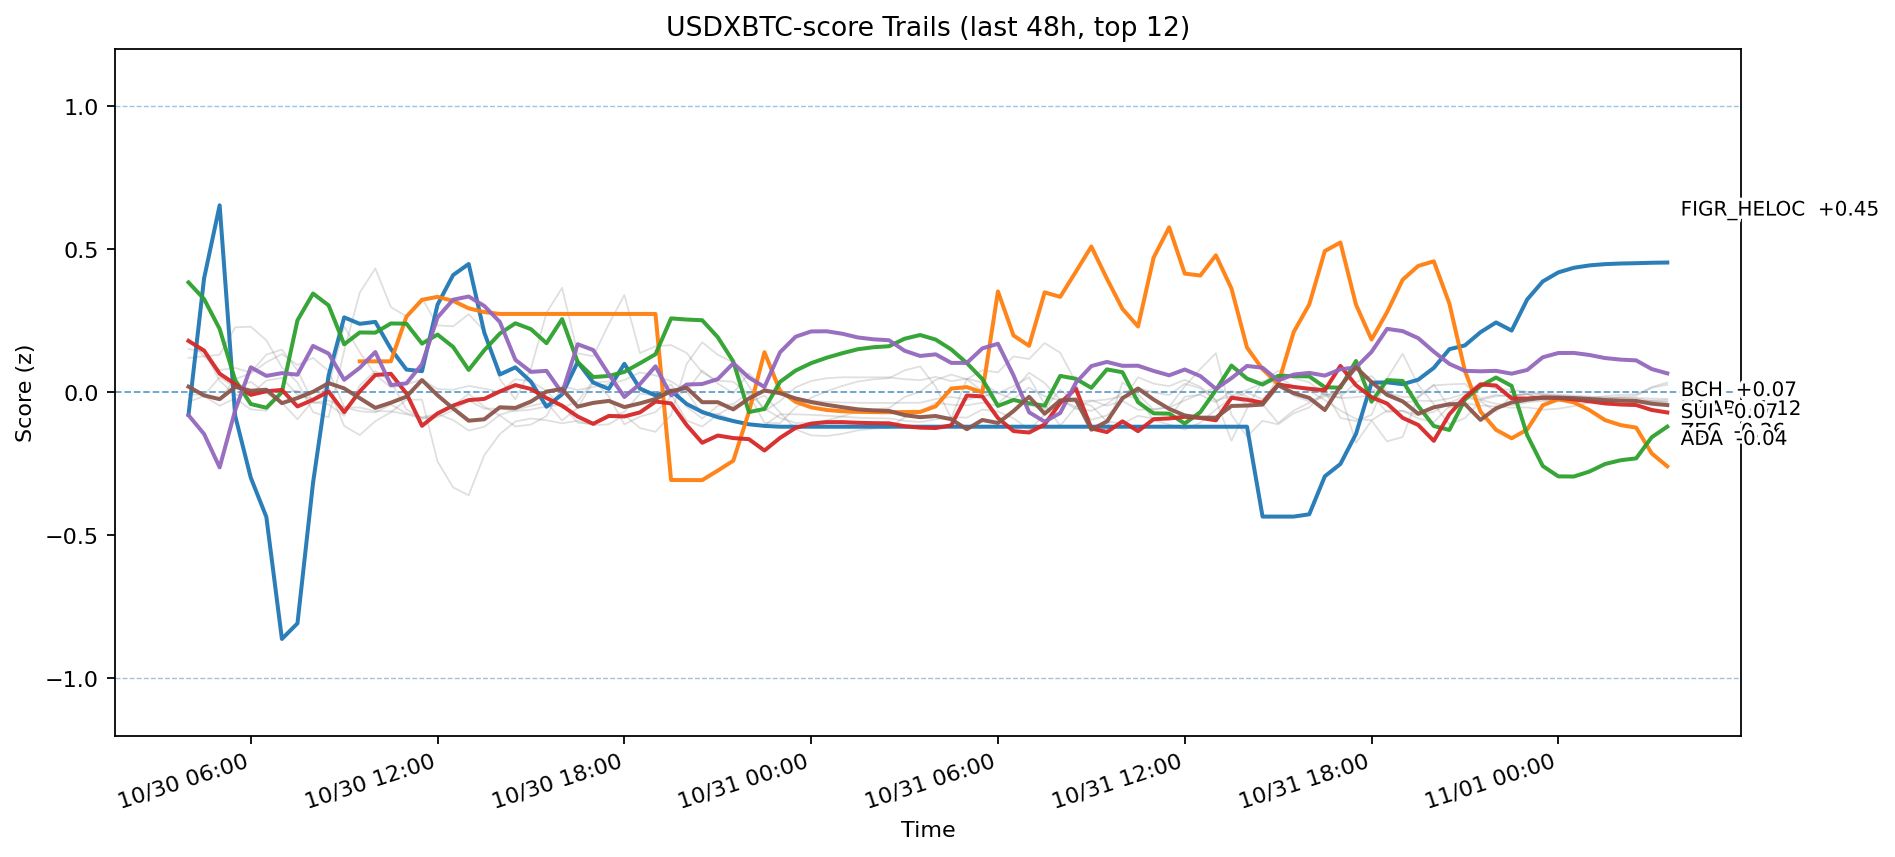 USDXBTC-score Trails (last 48h, top 12)
Score (z)
1.0
0.5
0.0
−0.5
−1.0
FIGR_HELOC +0.45
BCH +0.07
SUI -0.07
ADA -0.04
10/30 06:00
10/30 12:00
10/30 18:00
10/31 00:00
10/31 06:00
10/31 12:00
10/31 18:00
11/01 00:00
Time